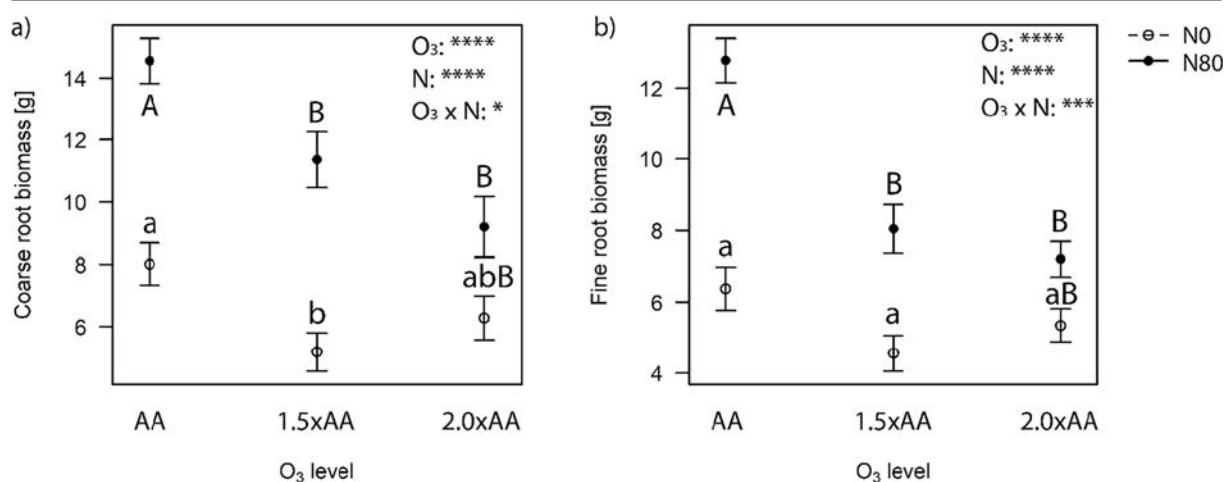 a)
O₃: ****
N: ****
O₃ x N: *
Coarse root biomass [g]
14
12
10
8
6
A
a
B
b
B
abB
AA
1.5xAA
2.0xAA
O₃ level
b)
O₃: ****
N: ****
O₃ x N: ***
Fine root biomass [g]
12
10
8
6
4
A
a
B
a
B
aB
AA
1.5xAA
2.0xAA
O₃ level
N0
N80